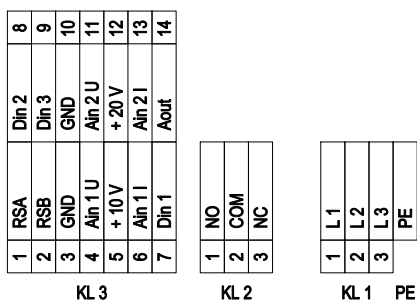 8 9 10 11 12 13 14
Din 2 Din 3 GND Ain 2 U + 20 V Ain 2 I Aout
RSA RSB GND Ain 1 U + 10 V Ain 1 I Din 1
1 2 3 4 5 6 7
KL 3
NO COM NC
1 2 3
KL 2
L 1 L 2 L 3 PE
1 2 3
KL 1 PE